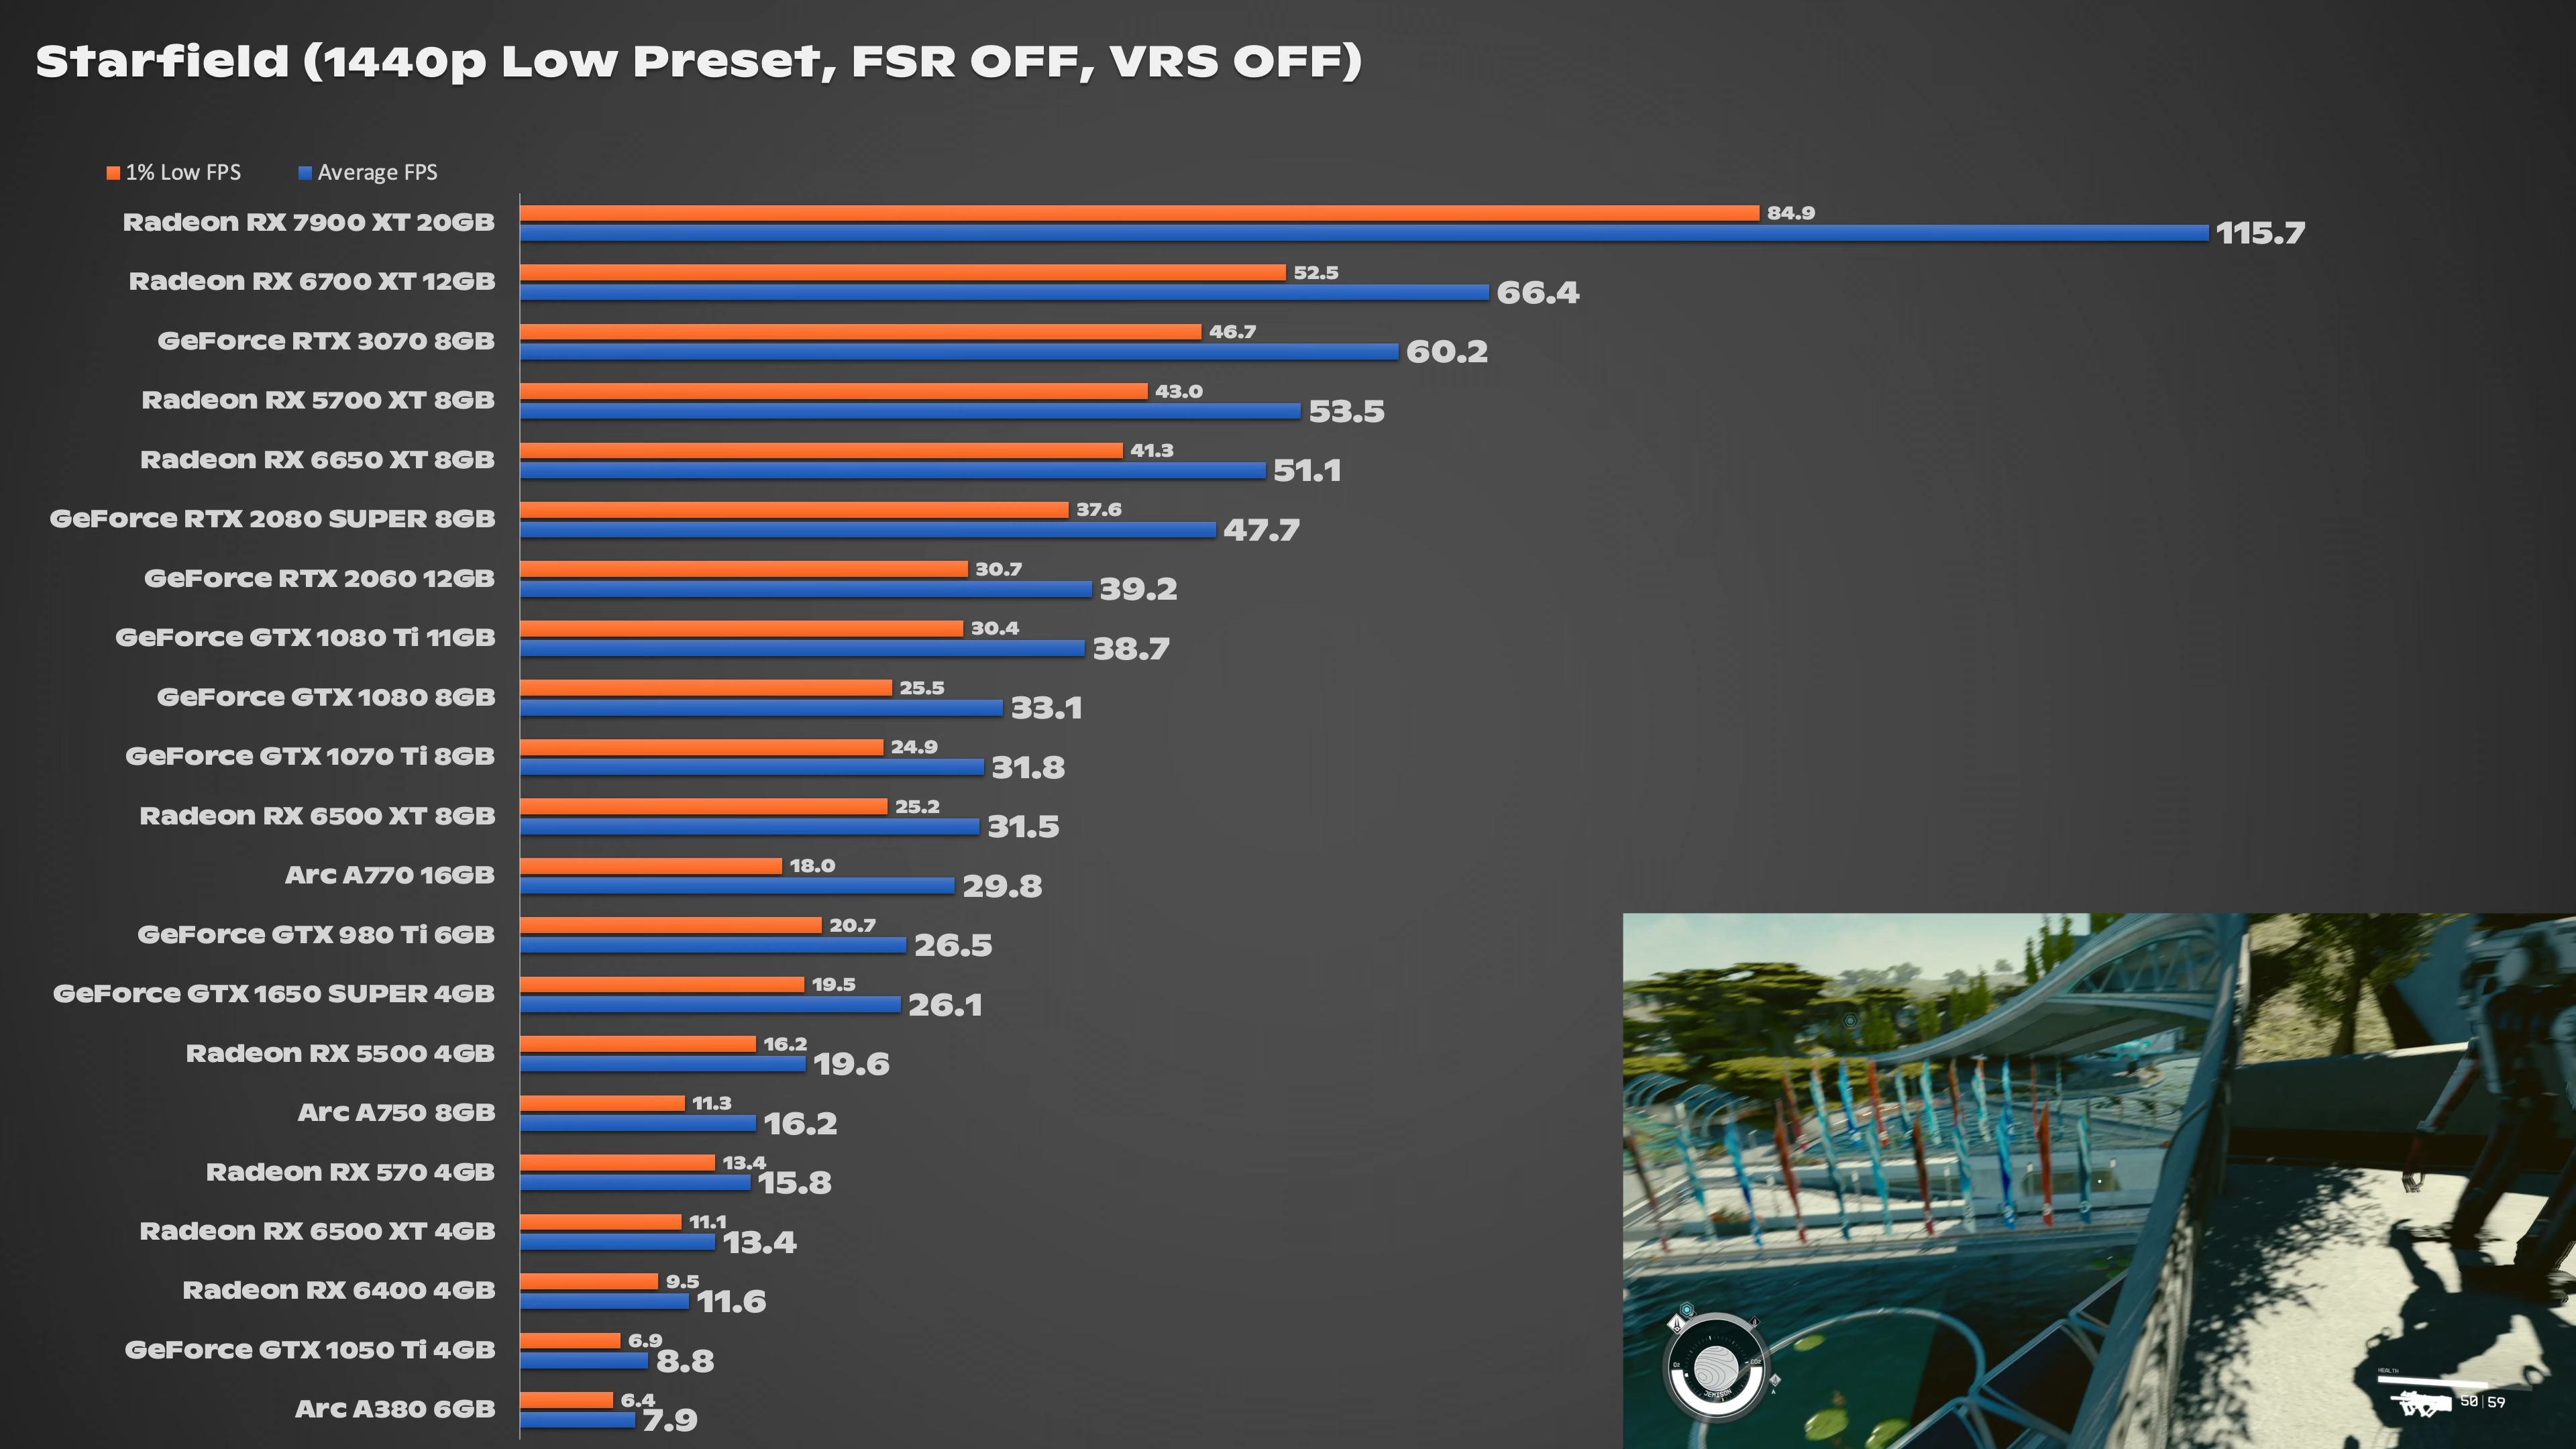 Starfield (1440p Low Preset, FSR OFF, VRS OFF)
1% Low FPS Average FPS
Radeon RX 7900 XT 20GB 84.9 115.7
Radeon RX 6700 XT 12GB 52.5 66.4
GeForce RTX 3070 8GB 46.7 60.2
Radeon RX 5700 XT 8GB 43.0 53.5
Radeon RX 6650 XT 8GB 41.3 51.1
GeForce RTX 2080 SUPER 8GB 37.6 47.7
GeForce RTX 2060 12GB 30.7 39.2
GeForce GTX 1080 Ti 11GB 30.4 38.7
GeForce GTX 1080 8GB 25.5 33.1
GeForce GTX 1070 Ti 8GB 24.9 31.8
Radeon RX 6500 XT 8GB 25.2 31.5
Arc A770 16GB 18.0 29.8
GeForce GTX 980 Ti 6GB 20.7 26.5
GeForce GTX 1650 SUPER 4GB 19.5 26.1
Radeon RX 5500 4GB 16.2 19.6
Arc A750 8GB 11.3 16.2
Radeon RX 570 4GB 13.4 15.8
Radeon RX 6500 XT 4GB 11.1 13.4
Radeon RX 6400 4GB 9.5 11.6
GeForce GTX 1050 Ti 4GB 6.9 8.8
Arc A380 6GB 6.4 7.9
O2 CO2
JEMISON
HEALTH
50|59